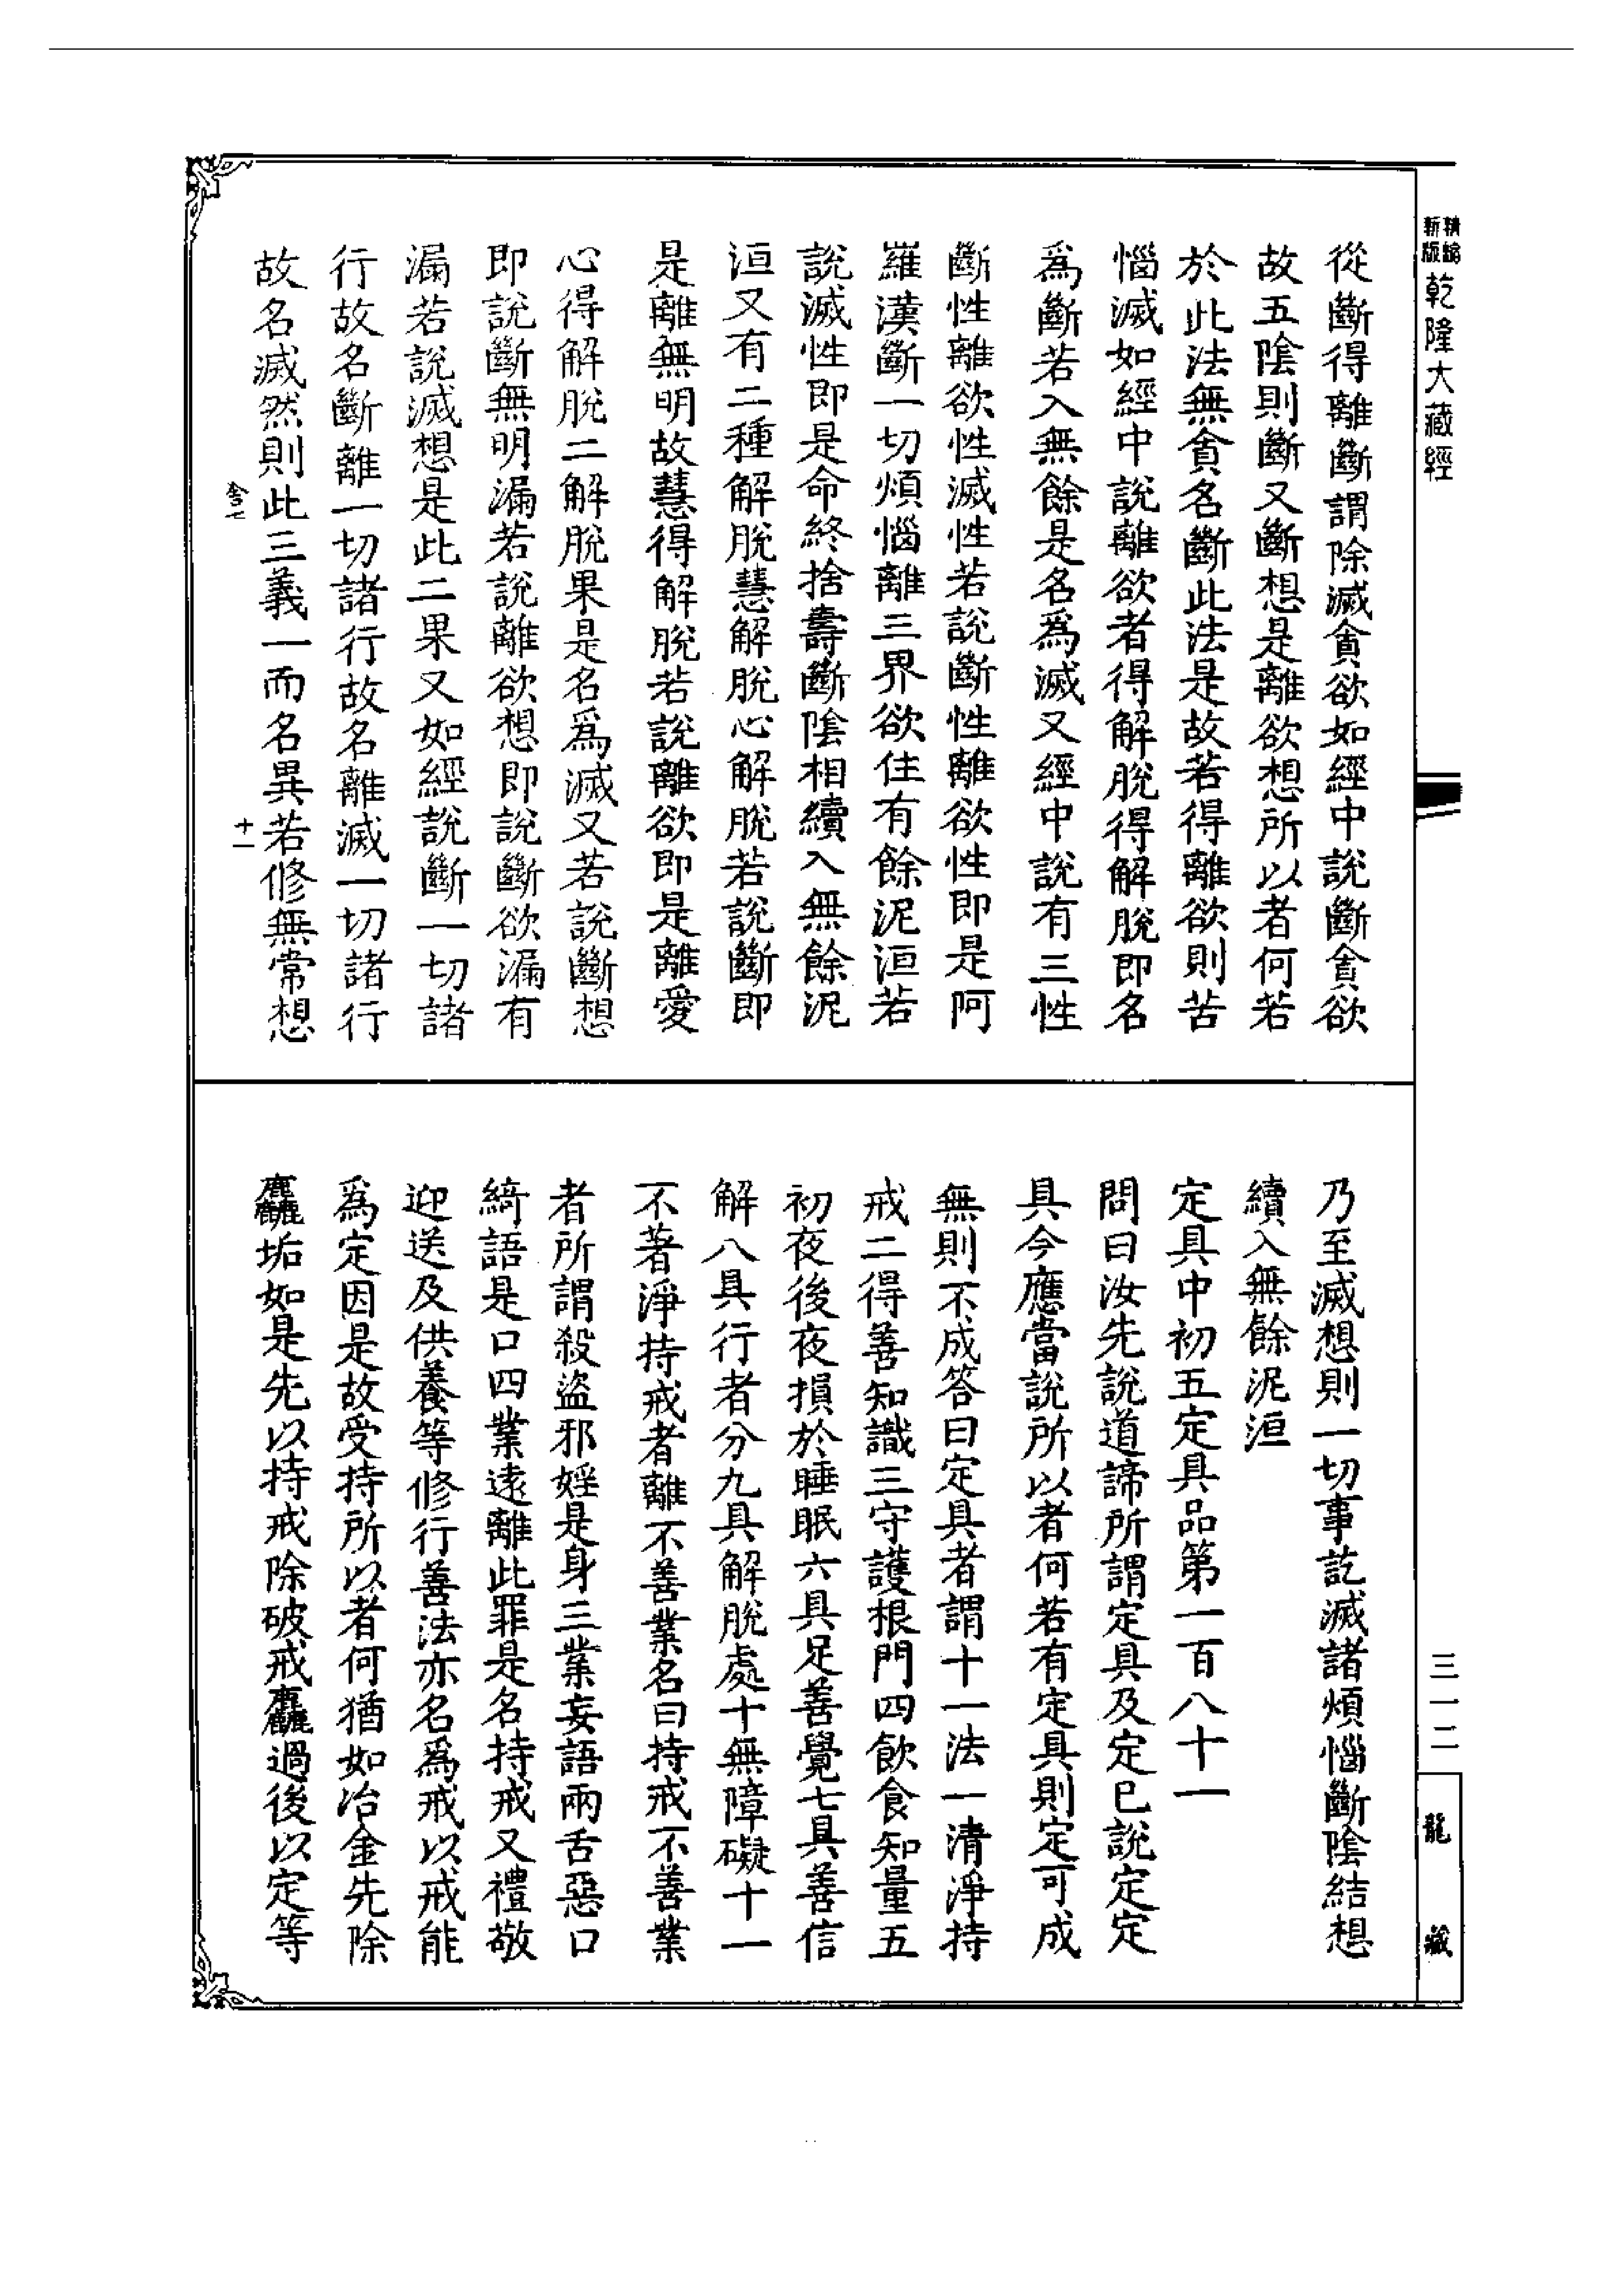 精縮
新版
乾隆大藏經
從斷得離斷謂除滅貪欲如經中說斷貪欲
故五陰則斷又斷想是離欲想所以者何若
於此法無貪名斷此法是故若得離欲則苦
惱滅如經中說離欲者得解脫得解脫即名
爲斷若入無餘是名爲滅又經中說有三性
斷性離欲性滅性若說斷性離欲性即是阿
羅漢斷一切煩惱離三界欲住有餘泥洹若
說滅性即是命終捨壽斷陰相續入無餘泥
洹又有二種解脫慧解脫心解脫若說斷即
是離無明故慧得解脫若說離欲即是離愛
心得解脫二解脫果是名爲滅又若說斷想
即說斷無明漏若說離欲想即說斷欲漏有
漏若說滅想是此二果又如經說斷一切諸
行故名斷離一切諸行故名離滅一切諸行
故名滅然則此三義一而名異若修無常想
十一
乃至滅想則一切事訖滅諸煩惱斷陰結想
續入無餘泥洹
定具中初五定具品第一百八十一
問曰汝先說道諦所謂定具及定已說定定
具今應當說所以者何若有定具則定可成
無則不成答曰定具者謂十一法一清淨持
戒二得善知識三守護根門四飲食知量五
初夜後夜損於睡眠六具足善覺七具善信
解八具行者分九具解脫處十無障礙十一
不著淨持戒者離不善業名曰持戒不善業
者所謂殺盜邪婬是身三業妄語兩舌惡口
綺語是口四業遠離此罪是名持戒又禮敬
迎送及供養等修行善法亦名爲戒以戒能
爲定因是故受持所以者何猶如冶金先除
麤垢如是先以持戒除破戒麤過後以定等
三一二
龍藏